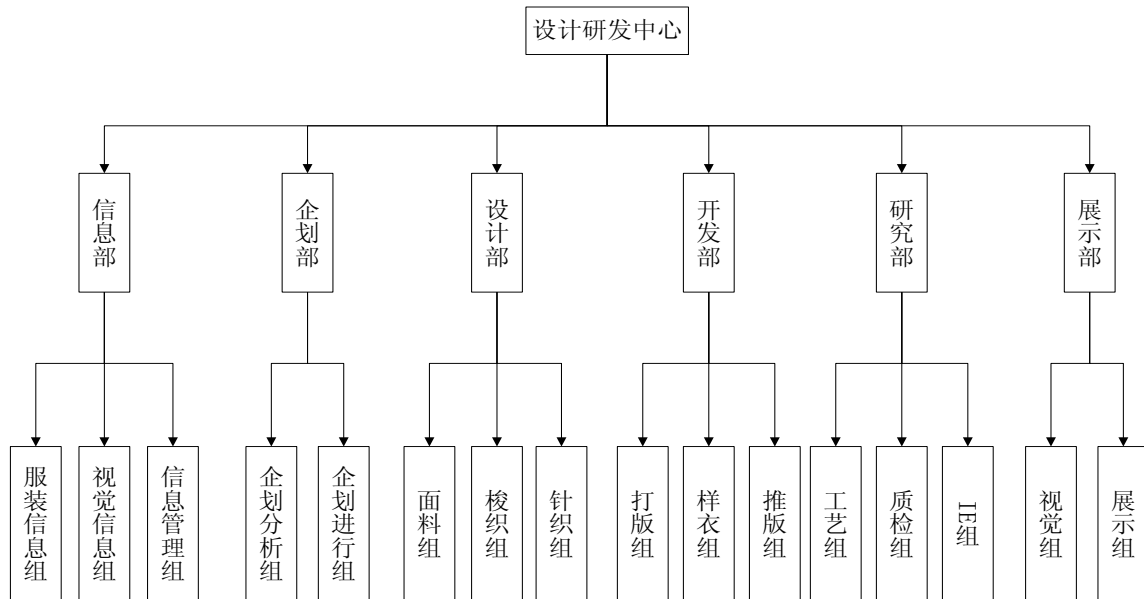 设计研发中心
信息部
企划部
设计部
开发部
研究部
展示部
服装信息组
视觉信息组
信息管理组
企划分析组
企划进行组
面料组
梭织组
针织组
打版组
样衣组
推版组
工艺组
质检组
IE组
视觉组
展示组